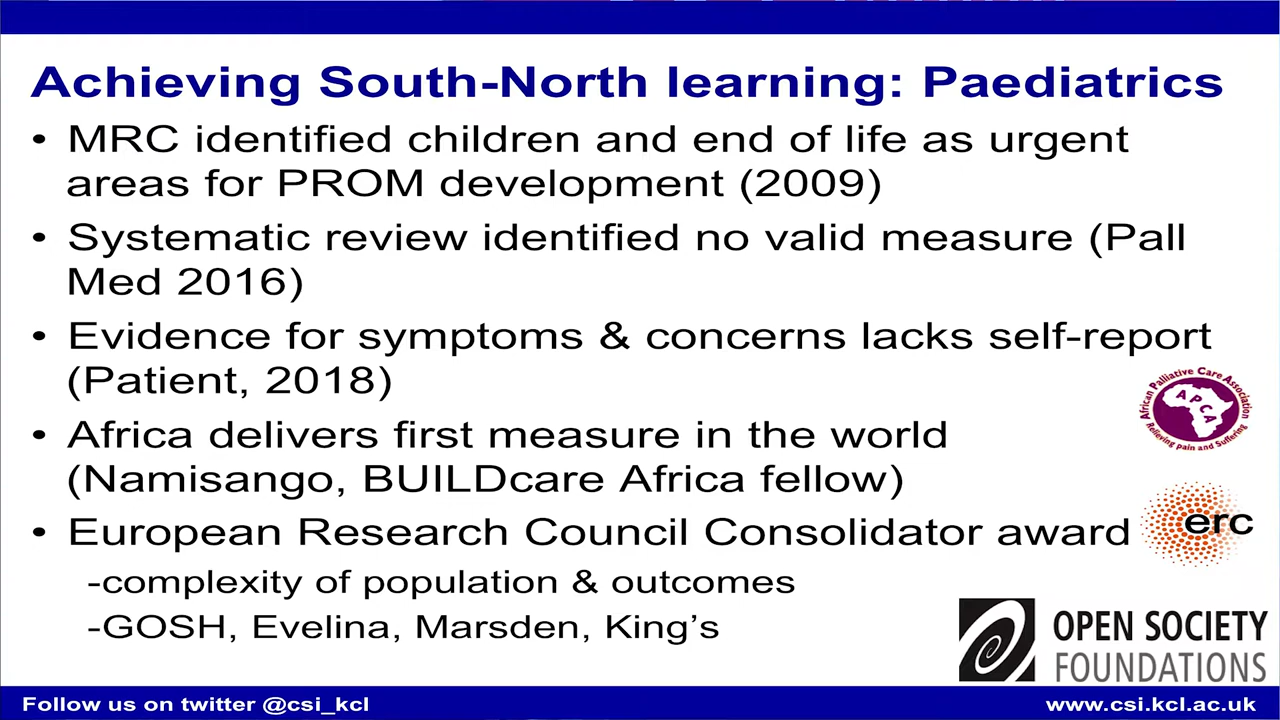 Achieving South-North learning: Paediatrics
• MRC identified children and end of life as urgent
areas for PROM development (2009)
• Systematic review identified no valid measure (Pall
Med 2016)
• Evidence for symptoms & concerns lacks self-report
(Patient, 2018)
• Africa delivers first measure in the world
(Namisango, BUILDcare Africa fellow)
• European Research Council Consolidator award
-complexity of population & outcomes
-GOSH, Evelina, Marsden, King's
African Palliative Care Association
APCA
Relieving pain and Suffering
erc
OPEN SOCIETY
FOUNDATIONS
Follow us on twitter @csi_kcl
www.csi.kcl.ac.uk